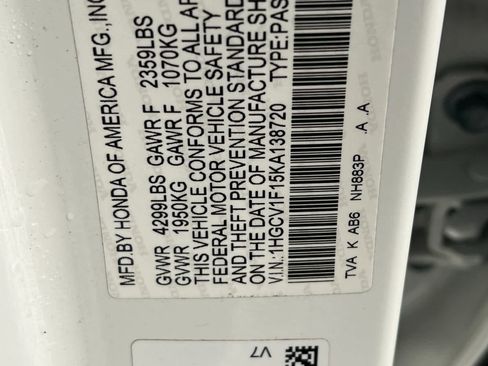 MFD.BY HONDA OF AMERICA MFG.,INC
GVWR 4299LBS GAWR F 2359LBS
GVWR 1950KG GAWR F 1070KG
THIS VEHICLE CONFORMS TO ALL AP
FEDERAL MOTOR VEHICLE SAFETY
AND THEFT PREVENTION STANDARD
ON THE DATE OF MANUFACTURE SH
V.I.N.:1HGCV1F15KA138720 TYPE:PAS
TVA K AB6 NH883P A A
V7